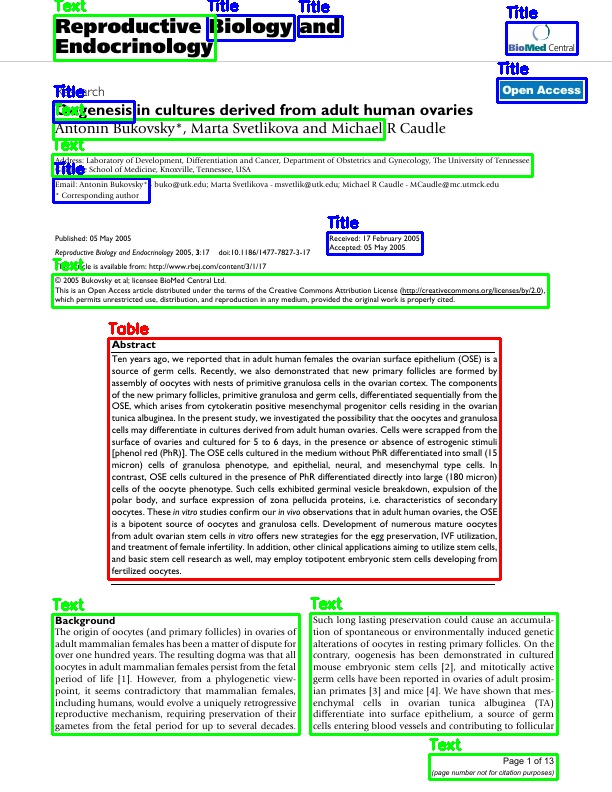 Text
Title
Title
Title
Reproductive Biology and
Endocrinology
BioMed Central
Title
Open Access
Title
Text
Oogenesis in cultures derived from adult human ovaries
Antonin Bukovsky*, Marta Svetlikova and Michael R Caudle
Text
Address: Laboratory of Development, Differentiation and Cancer, Department of Obstetrics and Gynecology, The University of Tennessee
School of Medicine, Knoxville, Tennessee, USA
Title
Email: Antonin Bukovsky* - buko@utk.edu; Marta Svetlikova - msvetlik@utk.edu; Michael R Caudle - MCaudle@mc.utmck.edu
* Corresponding author
Title
Published: 05 May 2005
Received: 17 February 2005
Accepted: 05 May 2005
Reproductive Biology and Endocrinology 2005, 3:17 doi:10.1186/1477-7827-3-17
Text
article is available from: http://www.rbej.com/content/3/1/17
© 2005 Bukovsky et al; licensee BioMed Central Ltd.
This is an Open Access article distributed under the terms of the Creative Commons Attribution License (http://creativecommons.org/licenses/by/2.0),
which permits unrestricted use, distribution, and reproduction in any medium, provided the original work is properly cited.
Table
Abstract
Ten years ago, we reported that in adult human females the ovarian surface epithelium (OSE) is a
source of germ cells. Recently, we also demonstrated that new primary follicles are formed by
assembly of oocytes with nests of primitive granulosa cells in the ovarian cortex. The components
of the new primary follicles, primitive granulosa and germ cells, differentiated sequentially from the
OSE, which arises from cytokeratin positive mesenchymal progenitor cells residing in the ovarian
tunica albuginea. In the present study, we investigated the possibility that the oocytes and granulosa
cells may differentiate in cultures derived from adult human ovaries. Cells were scrapped from the
surface of ovaries and cultured for 5 to 6 days, in the presence or absence of estrogenic stimuli
[phenol red (PhR)]. The OSE cells cultured in the medium without PhR differentiated into small (15
micron) cells of granulosa phenotype, and epithelial, neural, and mesenchymal type cells. In
contrast, OSE cells cultured in the presence of PhR differentiated directly into large (180 micron)
cells of the oocyte phenotype. Such cells exhibited germinal vesicle breakdown, expulsion of the
polar body, and surface expression of zona pellucida proteins, i.e. characteristics of secondary
oocytes. These in vitro studies confirm our in vivo observations that in adult human ovaries, the OSE
is a bipotent source of oocytes and granulosa cells. Development of numerous mature oocytes
from adult ovarian stem cells in vitro offers new strategies for the egg preservation, IVF utilization,
and treatment of female infertility. In addition, other clinical applications aiming to utilize stem cells,
and basic stem cell research as well, may employ totipotent embryonic stem cells developing from
fertilized oocytes.
Text
Background
The origin of oocytes (and primary follicles) in ovaries of
adult mammalian females has been a matter of dispute for
over one hundred years. The resulting dogma was that all
oocytes in adult mammalian females persist from the fetal
period of life [1]. However, from a phylogenetic view-
point, it seems contradictory that mammalian females,
including humans, would evolve a uniquely retrogressive
reproductive mechanism, requiring preservation of their
gametes from the fetal period for up to several decades.
Text
Such long lasting preservation could cause an accumula-
tion of spontaneous or environmentally induced genetic
alterations of oocytes in resting primary follicles. On the
contrary, oogenesis has been demonstrated in cultured
mouse embryonic stem cells [2], and mitotically active
germ cells have been reported in ovaries of adult prosim-
ian primates [3] and mice [4]. We have shown that mes-
enchymal cells in ovarian tunica albuginea (TA)
differentiate into surface epithelium, a source of germ
cells entering blood vessels and contributing to follicular
Text
Page 1 of 13
(page number not for citation purposes)